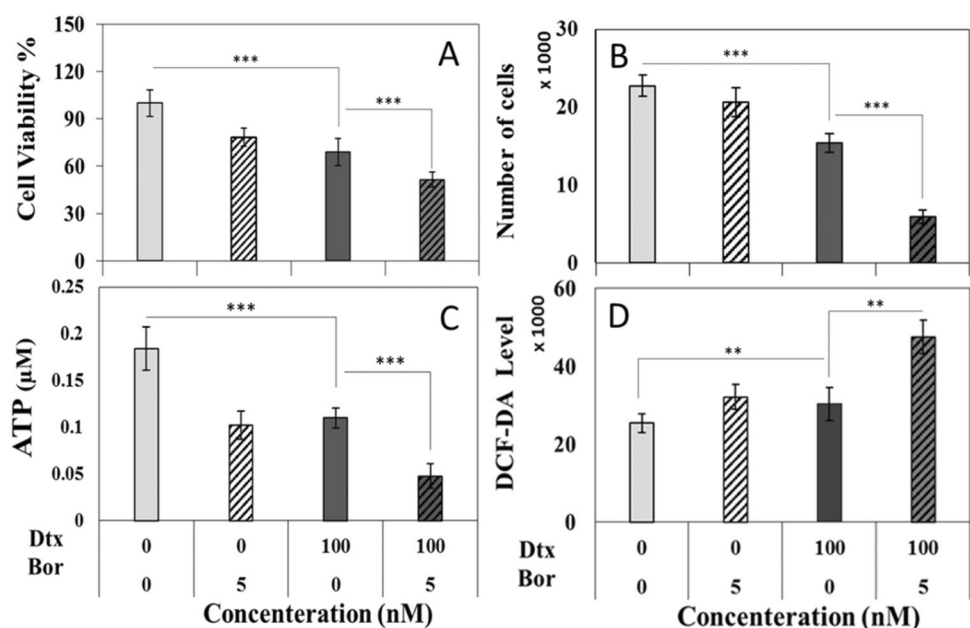 A
Cell Viability %
150
120
90
60
30
0
***
***
B
Number of cells
x 1000
30
20
10
0
***
***
C
ATP (µM)
0.25
0.2
0.15
0.1
0.05
0
***
***
D
DCF-DA Level
x 1000
60
40
20
0
**
**
Dtx 0 0 100 100 0 0 100 100
Bor 0 5 0 5 0 5 0 5
Concenteration (nM) Concenteration (nM)